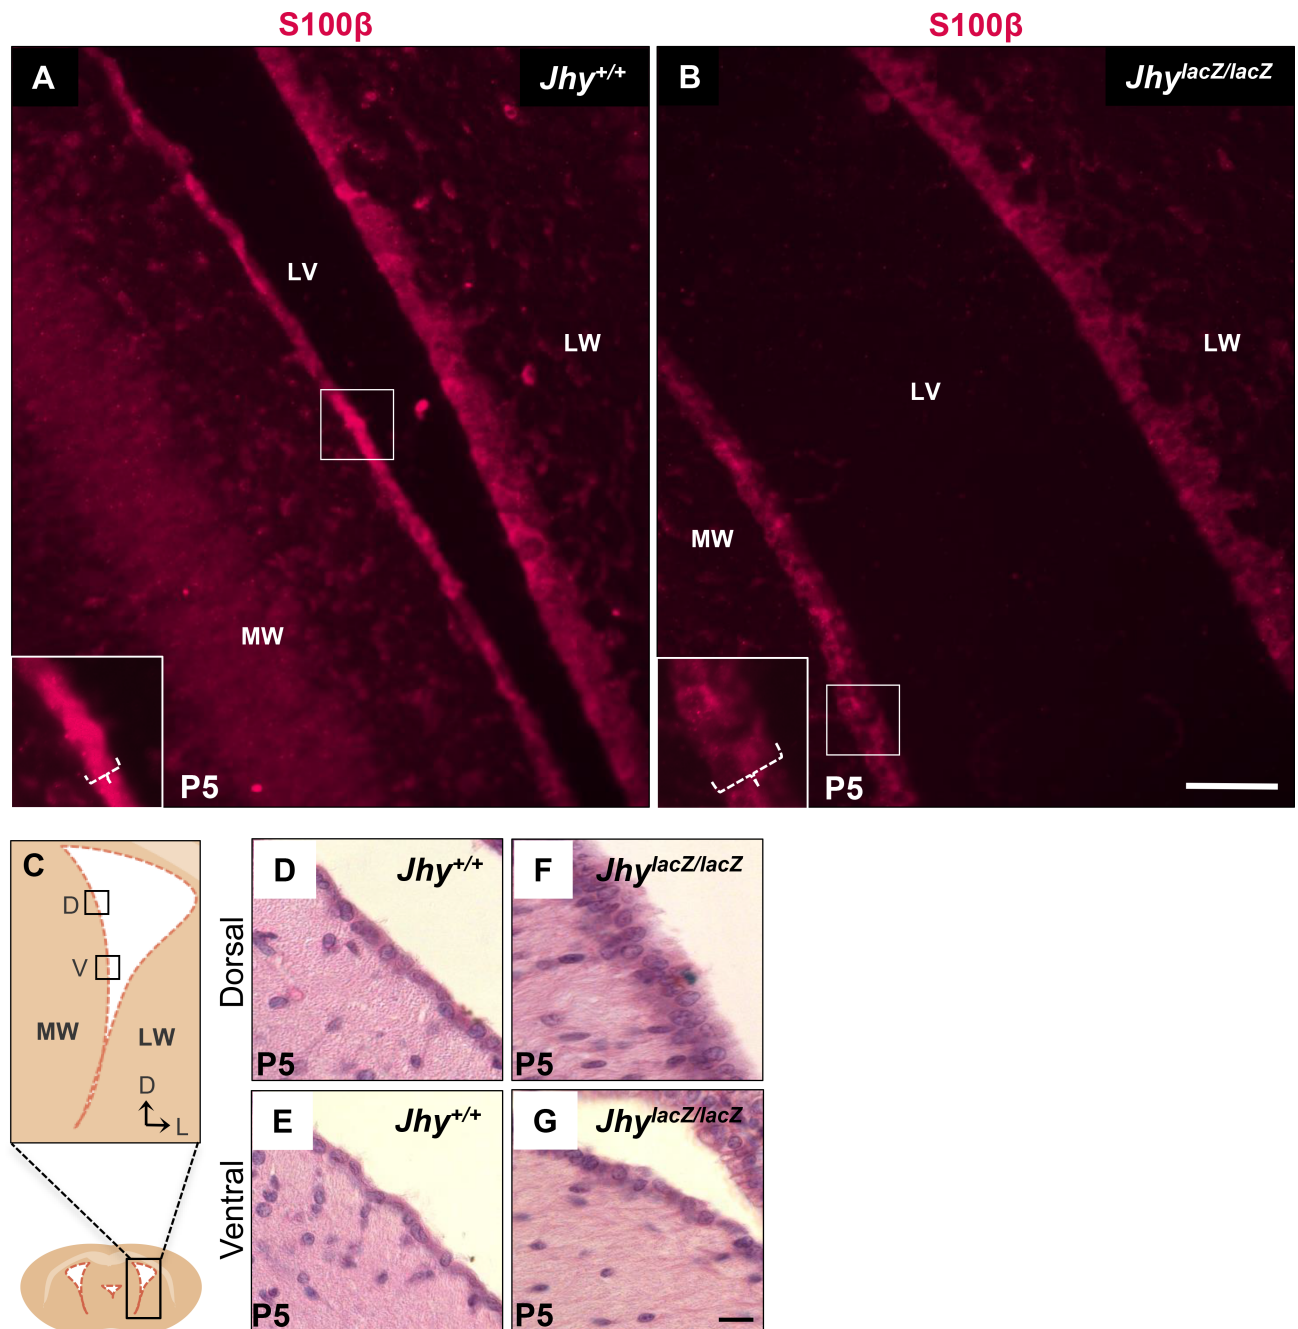 S100β
S100β
A
Jhy+/+
B
JhylacZ/lacZ
LV
LW
MW
P5
LV
LW
MW
P5
C
D
V
MW
LW
D
L
Dorsal
D
Jhy+/+
P5
F
JhylacZ/lacZ
P5
Ventral
E
Jhy+/+
P5
G
JhylacZ/lacZ
P5